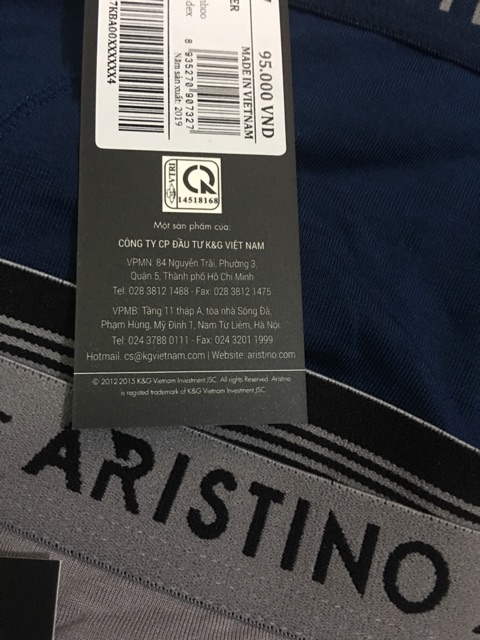 95.000 VND
MADE IN VIETNAM
8 935270 907327
Năm sản xuất: 2019
7KBA00XXXXXXX4
VTRI
14518168
Một sản phẩm của:
CÔNG TY CP ĐẦU TƯ K&G VIỆT NAM
VPMN: 84 Nguyễn Trãi, Phường 3,
Quận 5, Thành phố Hồ Chí Minh
Tel: 028 3812 1488 - Fax: 028 3812 1475
VPMB: Tầng 11 tháp A, tòa nhà Sông Đà,
Phạm Hùng, Mỹ Đình 1, Nam Từ Liêm, Hà Nội
Tel: 024 3788 0111 - Fax: 024 3201 1999
Hotmail: cs@kgvietnam.com | Website: aristino.com
© 2012-2015 K&G Vietnam Investment JSC. All rights Reserved. Aristino
is registed trademark of K&G Vietnam Investment JSC.
ARISTINO